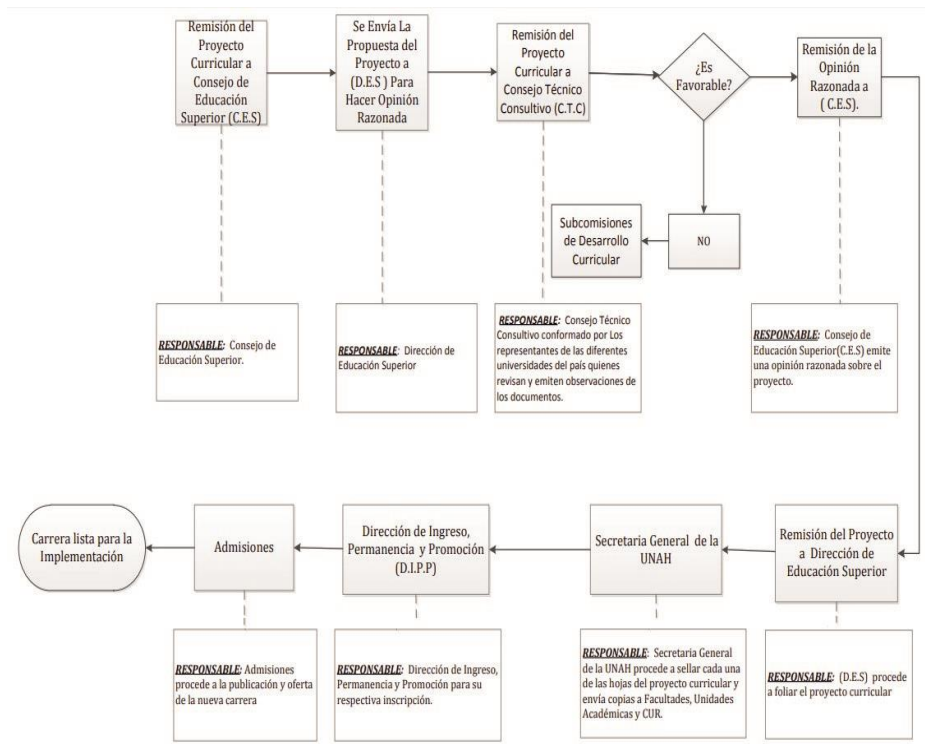 Remisión del
Proyecto
Curricular a
Consejo de
Educación
Superior (C.E.S)
Se Envía La
Propuesta del
Proyecto a
(D.E.S ) Para
Hacer Opinión
Razonada
Remisión del
Proyecto
Curricular a
Consejo Técnico
Consultivo (C.T.C)
¿Es
Favorable?
Remisión de la
Opinión
Razonada a
( C.E.S).
Subcomisiones
de Desarrollo
Curricular
NO
RESPONSABLE: Consejo de
Educación Superior.
RESPONSABLE: Dirección de
Educación Superior
RESPONSABLE: Consejo Técnico
Consultivo conformado por Los
representantes de las diferentes
universidades del país quienes
revisan y emiten observaciones de
los documentos.
RESPONSABLE: Consejo de
Educación Superior(C.E.S) emite
una opinión razonada sobre el
proyecto.
Carrera lista para la
Implementación
Admisiones
Dirección de Ingreso,
Permanencia y Promoción
(D.I.P.P)
Secretaria General de la
UNAH
Remisión del Proyecto
a Dirección de
Educación Superior
RESPONSABLE: Admisiones
procede a la publicación y oferta
de la nueva carrera
RESPONSABLE: Dirección de Ingreso,
Permanencia y Promoción para su
respectiva inscripción.
RESPONSABLE: Secretaria General
de la UNAH procede a sellar cada una
de las hojas del proyecto curricular y
envía copias a Facultades, Unidades
Académicas y CUR.
RESPONSABLE: (D.E.S) procede
a foliar el proyecto curricular